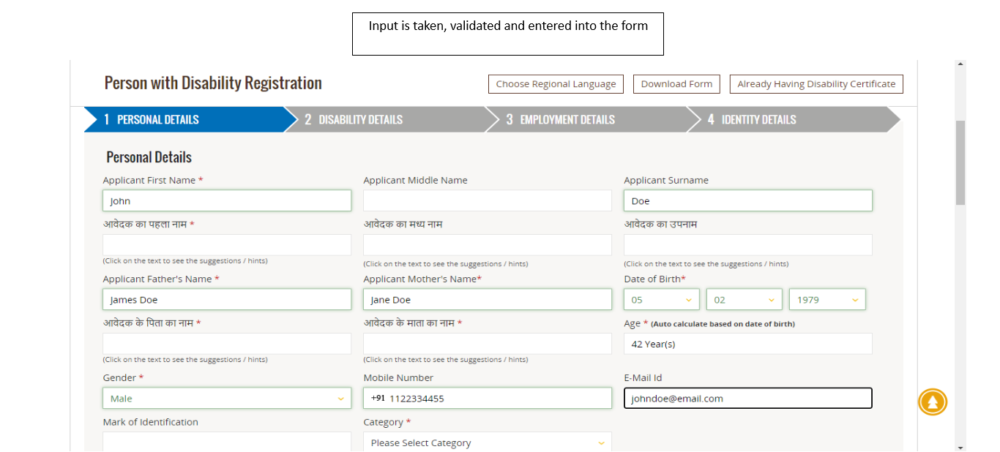 Input is taken, validated and entered into the form
Person with Disability Registration
Choose Regional Language
Download Form
Already Having Disability Certificate
1 PERSONAL DETAILS
2 DISABILITY DETAILS
3 EMPLOYMENT DETAILS
4 IDENTITY DETAILS
Personal Details
Applicant First Name * Applicant Middle Name Applicant Surname
John Doe
आवेदक का पहला नाम * आवेदक का मध्य नाम आवेदक का उपनाम
(Click on the text to see the suggestions / hints) (Click on the text to see the suggestions / hints) (Click on the text to see the suggestions / hints)
Applicant Father's Name * Applicant Mother's Name* Date of Birth*
James Doe Jane Doe 05 02 1979
आवेदक के पिता का नाम * आवेदक के माता का नाम * Age * (Auto calculate based on date of birth)
42 Year(s)
(Click on the text to see the suggestions / hints) (Click on the text to see the suggestions / hints)
Gender * Mobile Number E-Mail Id
Male +91 1122334455 johndoe@email.com
Mark of Identification Category *
Please Select Category